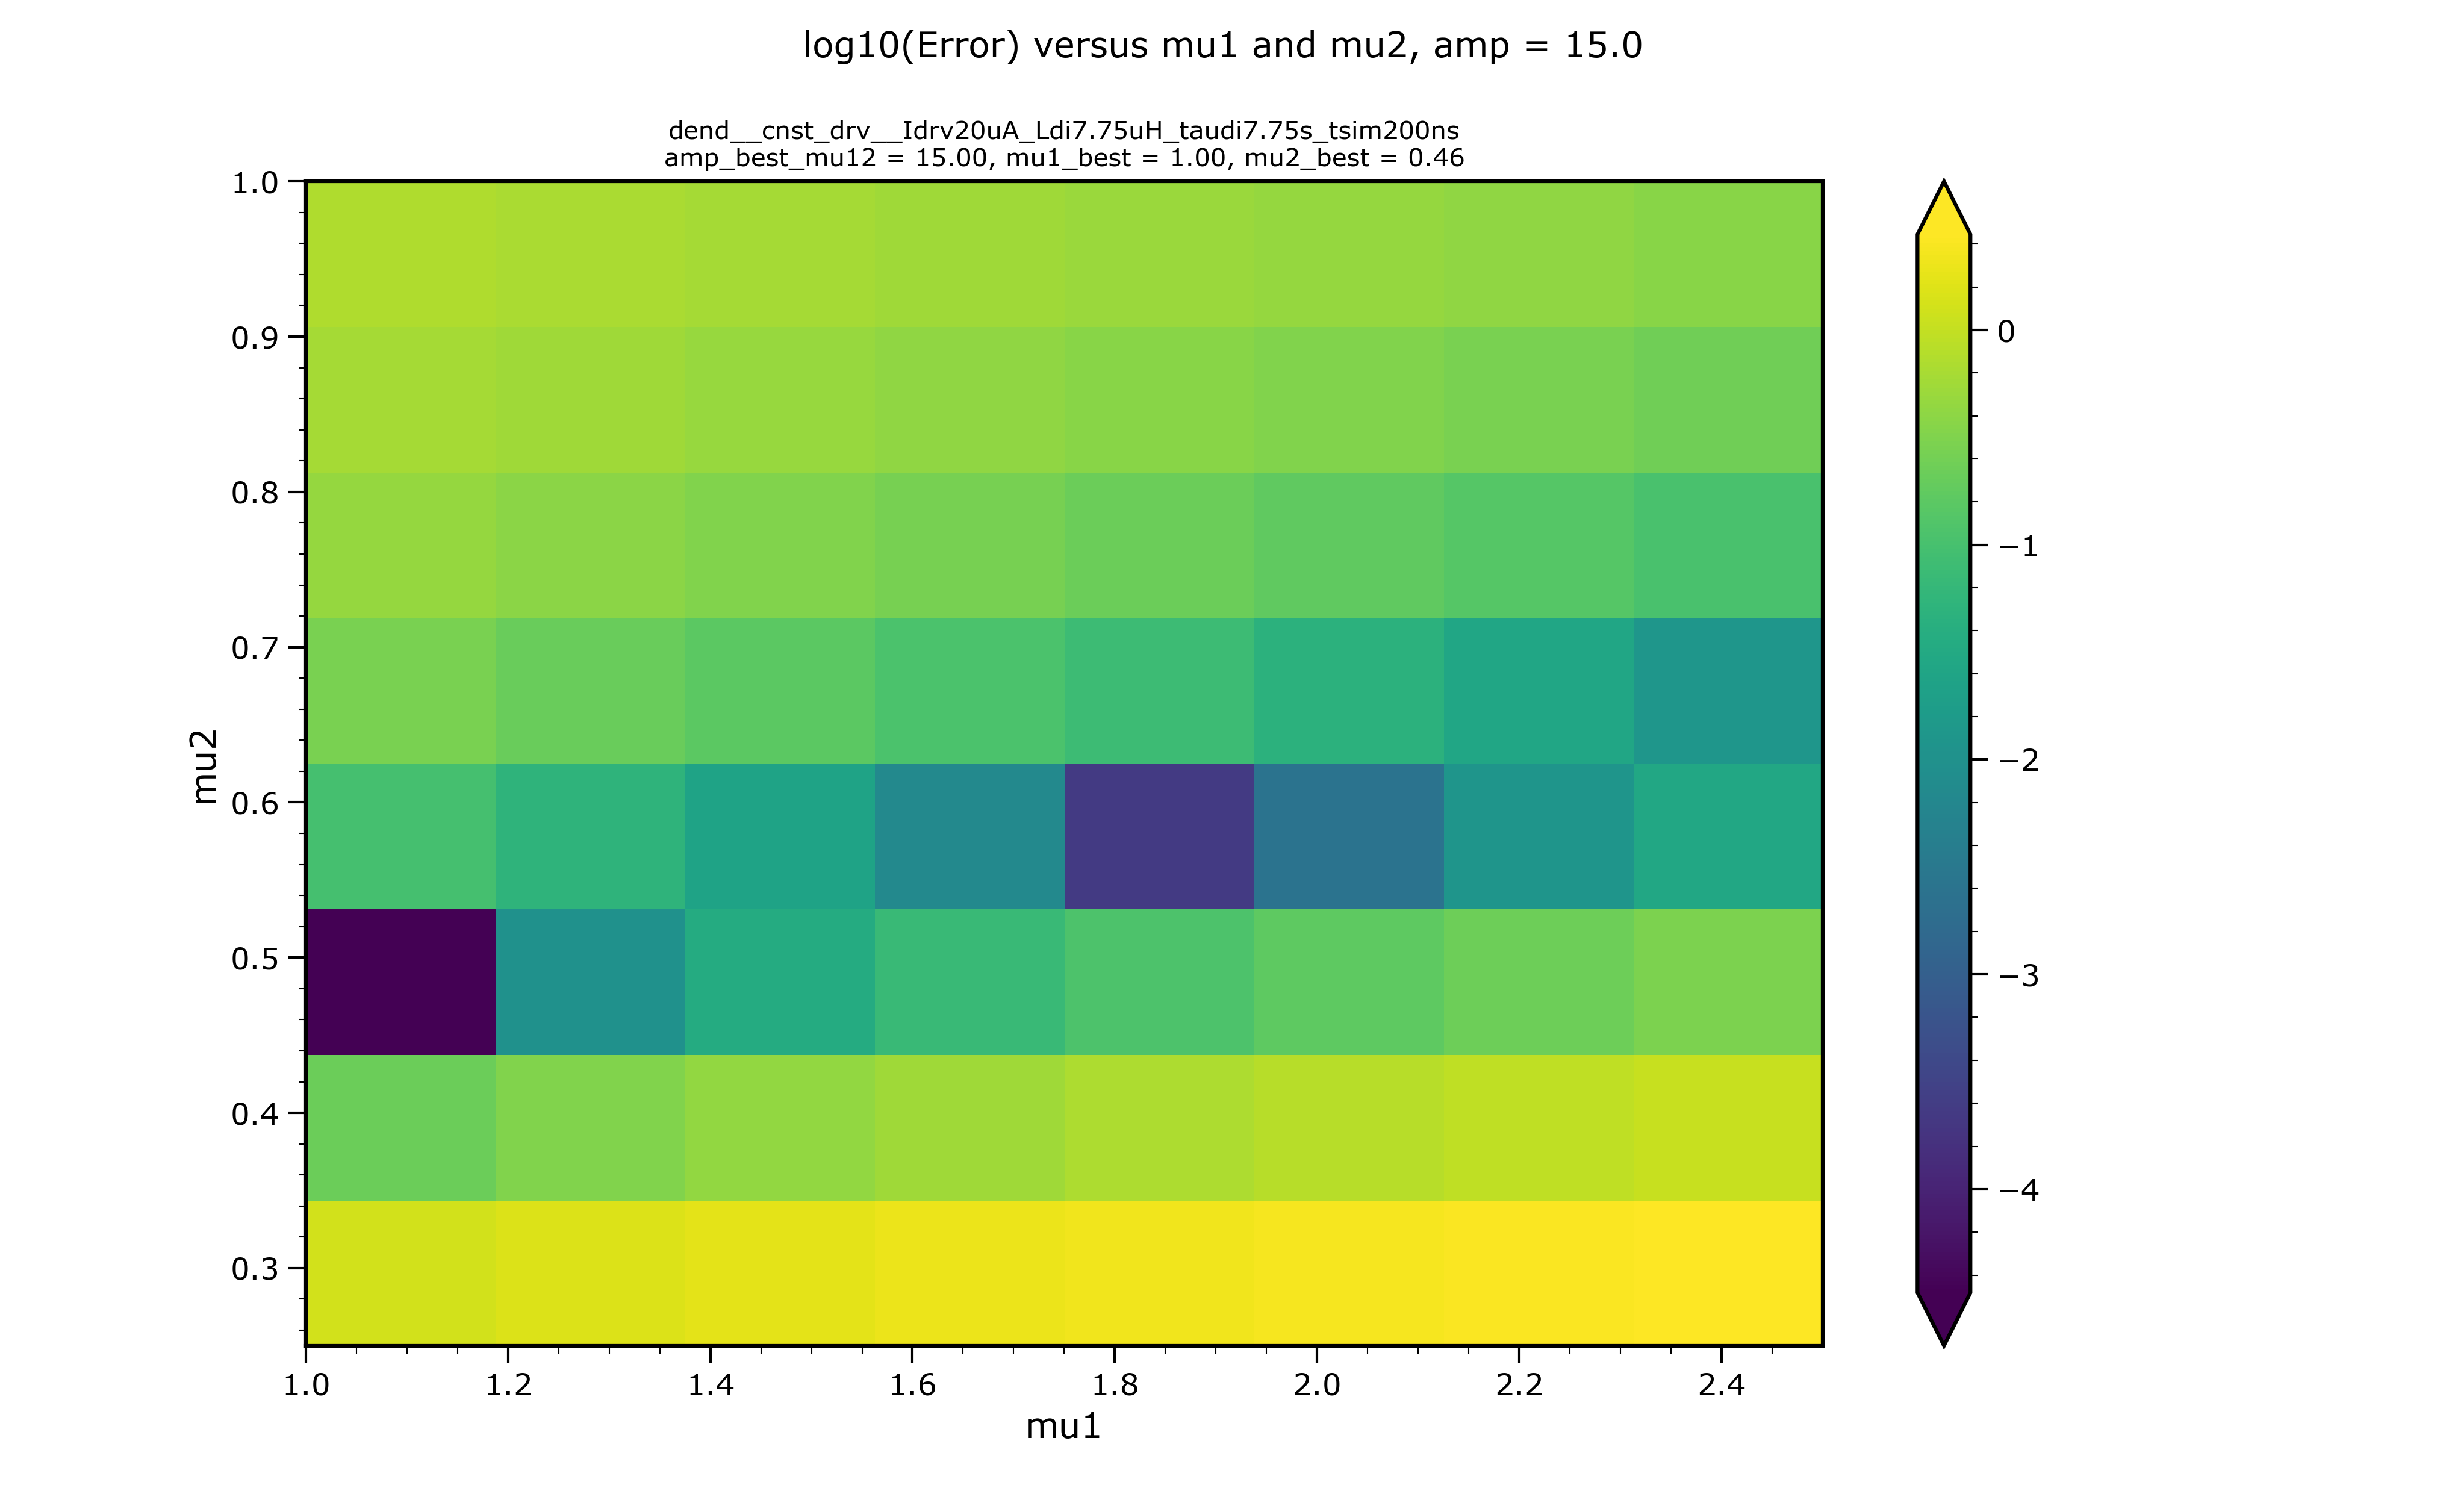 log10(Error) versus mu1 and mu2, amp = 15.0
dend__cnst_drv__Idrv20uA_Ldi7.75uH_taudi7.75s_tsim200ns
amp_best_mu12 = 15.00, mu1_best = 1.00, mu2_best = 0.46
1.0
0.9
0.8
0.7
0.6
0.5
0.4
0.3
mu2
1.0 1.2 1.4 1.6 1.8 2.0 2.2 2.4
mu1
0
−1
−2
−3
−4